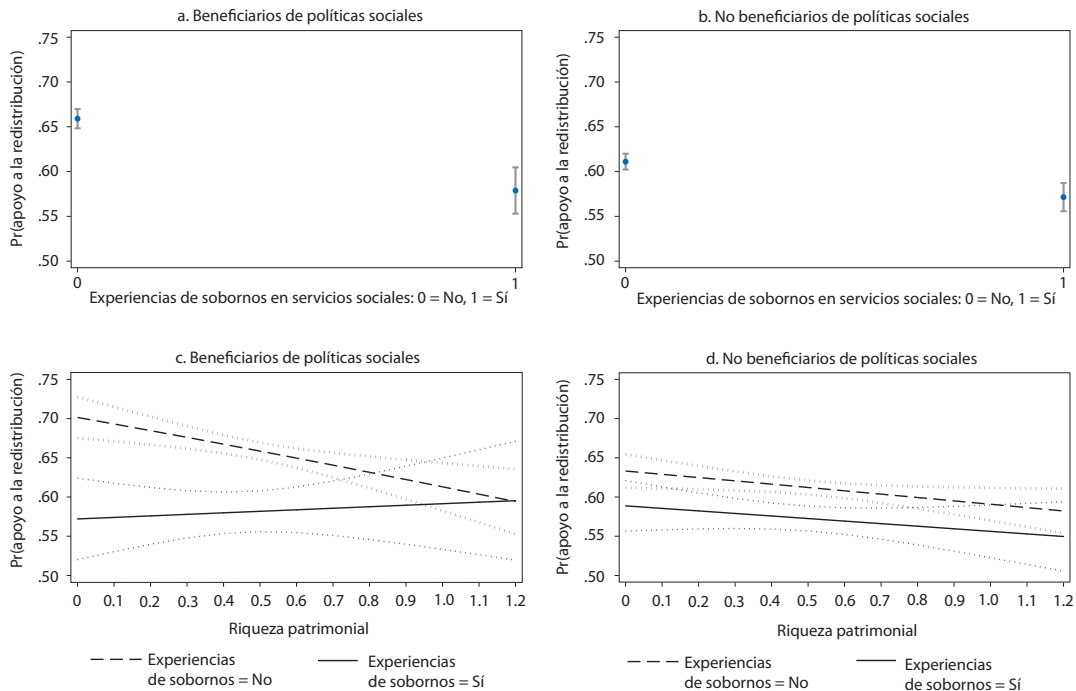 a. Beneficiarios de políticas sociales
Pr(apoyo a la redistribución)
.75
.70
.65
.60
.55
.50
0
1
Experiencias de sobornos en servicios sociales: 0 = No, 1 = Sí
b. No beneficiarios de políticas sociales
Pr(apoyo a la redistribución)
.75
.70
.65
.60
.55
.50
0
1
Experiencias de sobornos en servicios sociales: 0 = No, 1 = Sí
c. Beneficiarios de políticas sociales
Pr(apoyo a la redistribución)
.75
.70
.65
.60
.55
.50
0 0.1 0.2 0.3 0.4 0.5 0.6 0.7 0.8 0.9 1.0 1.1 1.2
Riqueza patrimonial
Experiencias
de sobornos = No
Experiencias
de sobornos = Sí
d. No beneficiarios de políticas sociales
Pr(apoyo a la redistribución)
.75
.70
.65
.60
.55
.50
0 0.1 0.2 0.3 0.4 0.5 0.6 0.7 0.8 0.9 1.0 1.1 1.2
Riqueza patrimonial
Experiencias
de sobornos = No
Experiencias
de sobornos = Sí